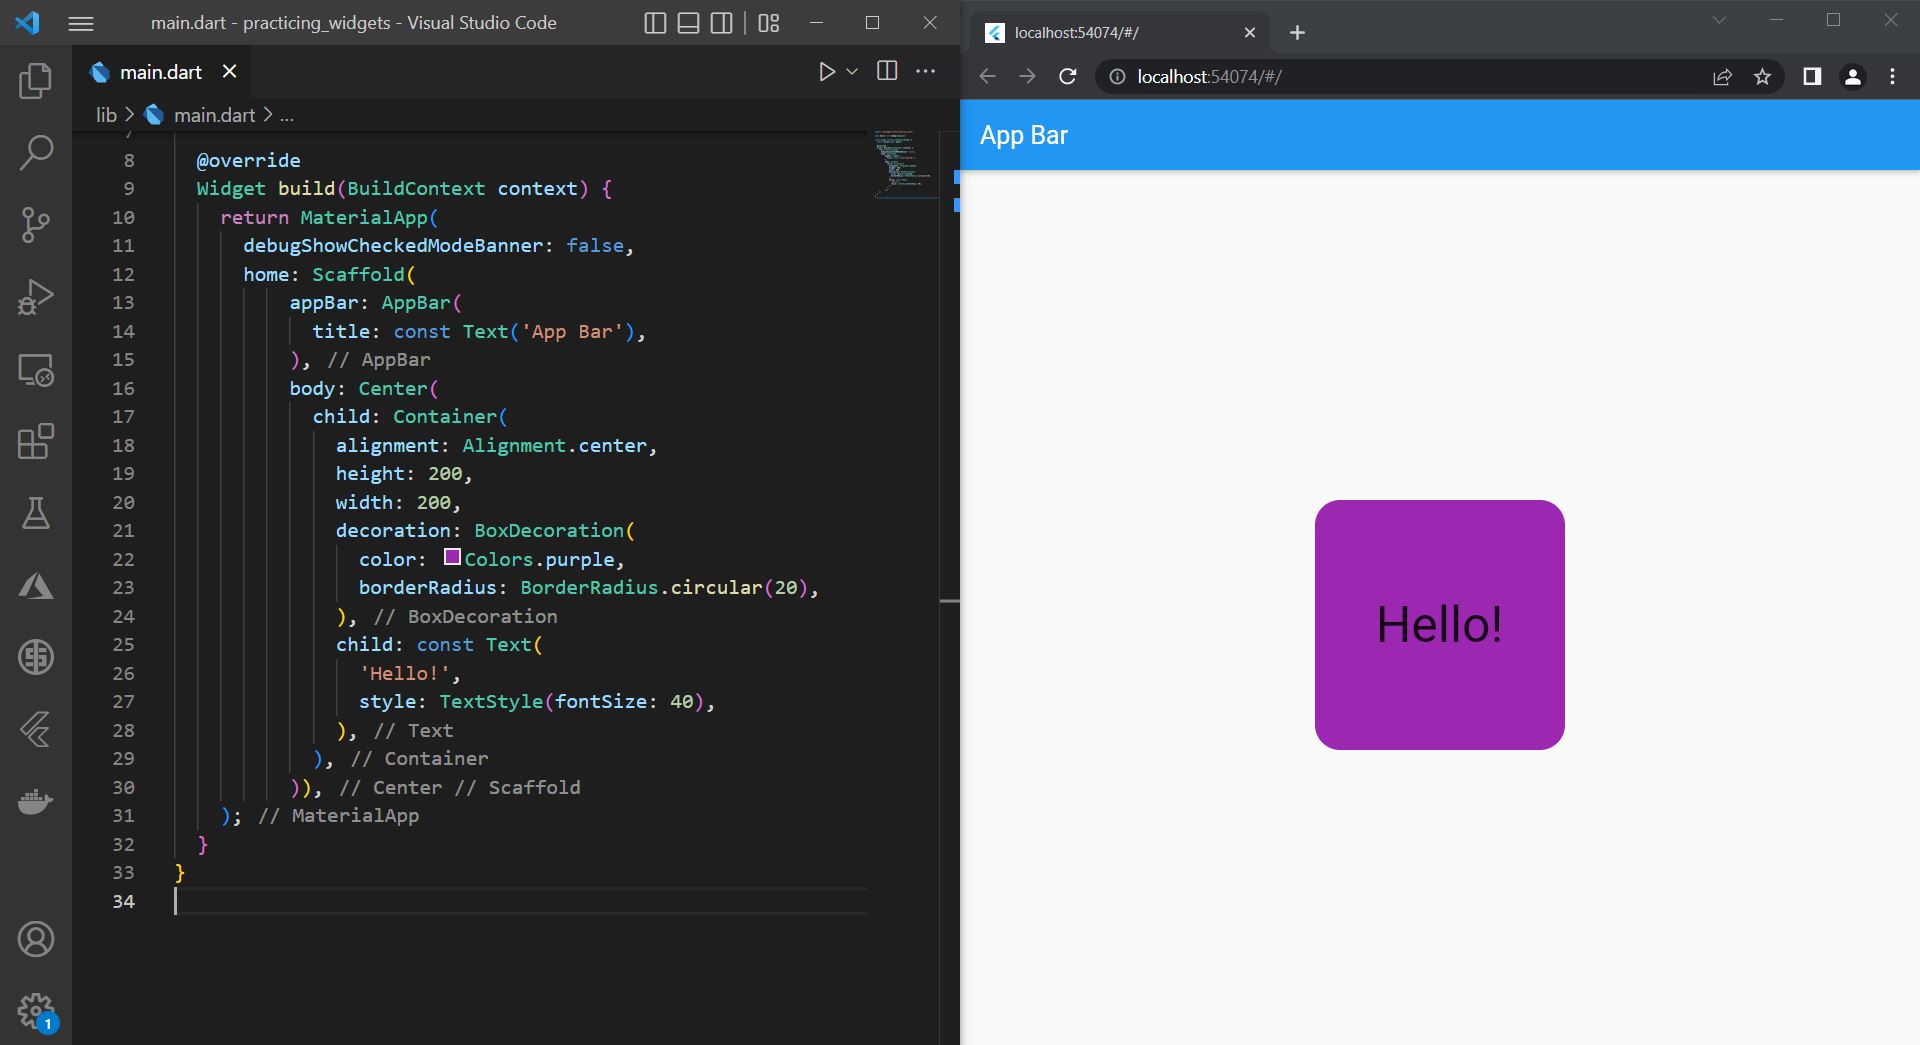 main.dart - practicing_widgets - Visual Studio Code
main.dart
lib > main.dart > ...
7
8 @override
9 Widget build(BuildContext context) {
10 return MaterialApp(
11 debugShowCheckedModeBanner: false,
12 home: Scaffold(
13 appBar: AppBar(
14 title: const Text('App Bar'),
15 ), // AppBar
16 body: Center(
17 child: Container(
18 alignment: Alignment.center,
19 height: 200,
20 width: 200,
21 decoration: BoxDecoration(
22 color: Colors.purple,
23 borderRadius: BorderRadius.circular(20),
24 ), // BoxDecoration
25 child: const Text(
26 'Hello!',
27 style: TextStyle(fontSize: 40),
28 ), // Text
29 ), // Container
30 )), // Center // Scaffold
31 ); // MaterialApp
32 }
33 }
34
1
localhost:54074/#/
localhost:54074/#/
App Bar
Hello!